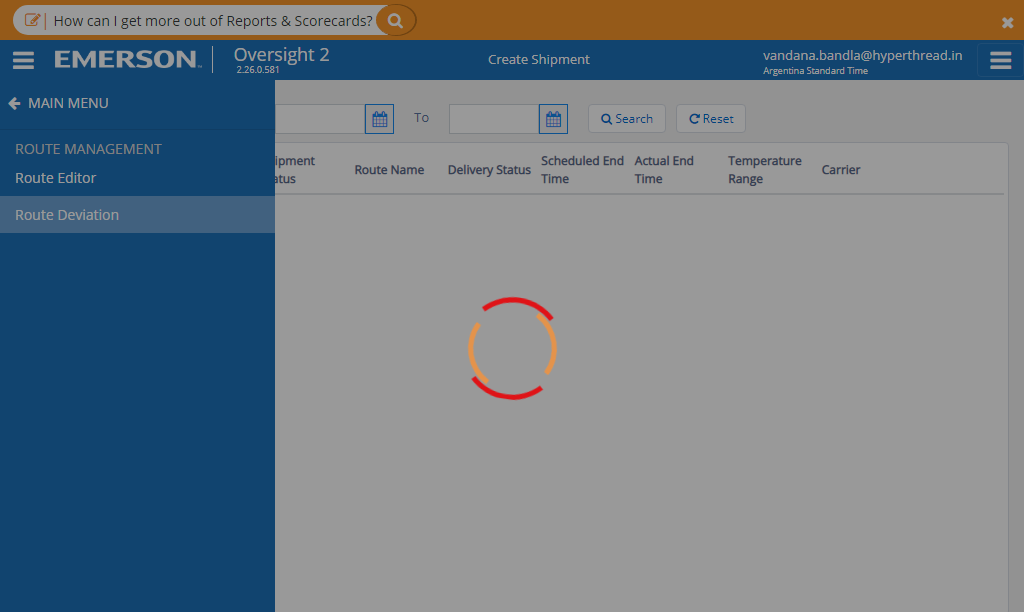 How can I get more out of Reports & Scorecards?
EMERSON
Oversight 2
2.26.0.581
Create Shipment
vandana.bandla@hyperthread.in
Argentina Standard Time
MAIN MENU
To
Search
Reset
ROUTE MANAGEMENT
Route Editor
Route Deviation
ipment
atus
Route Name
Delivery Status
Scheduled End
Time
Actual End
Time
Temperature
Range
Carrier